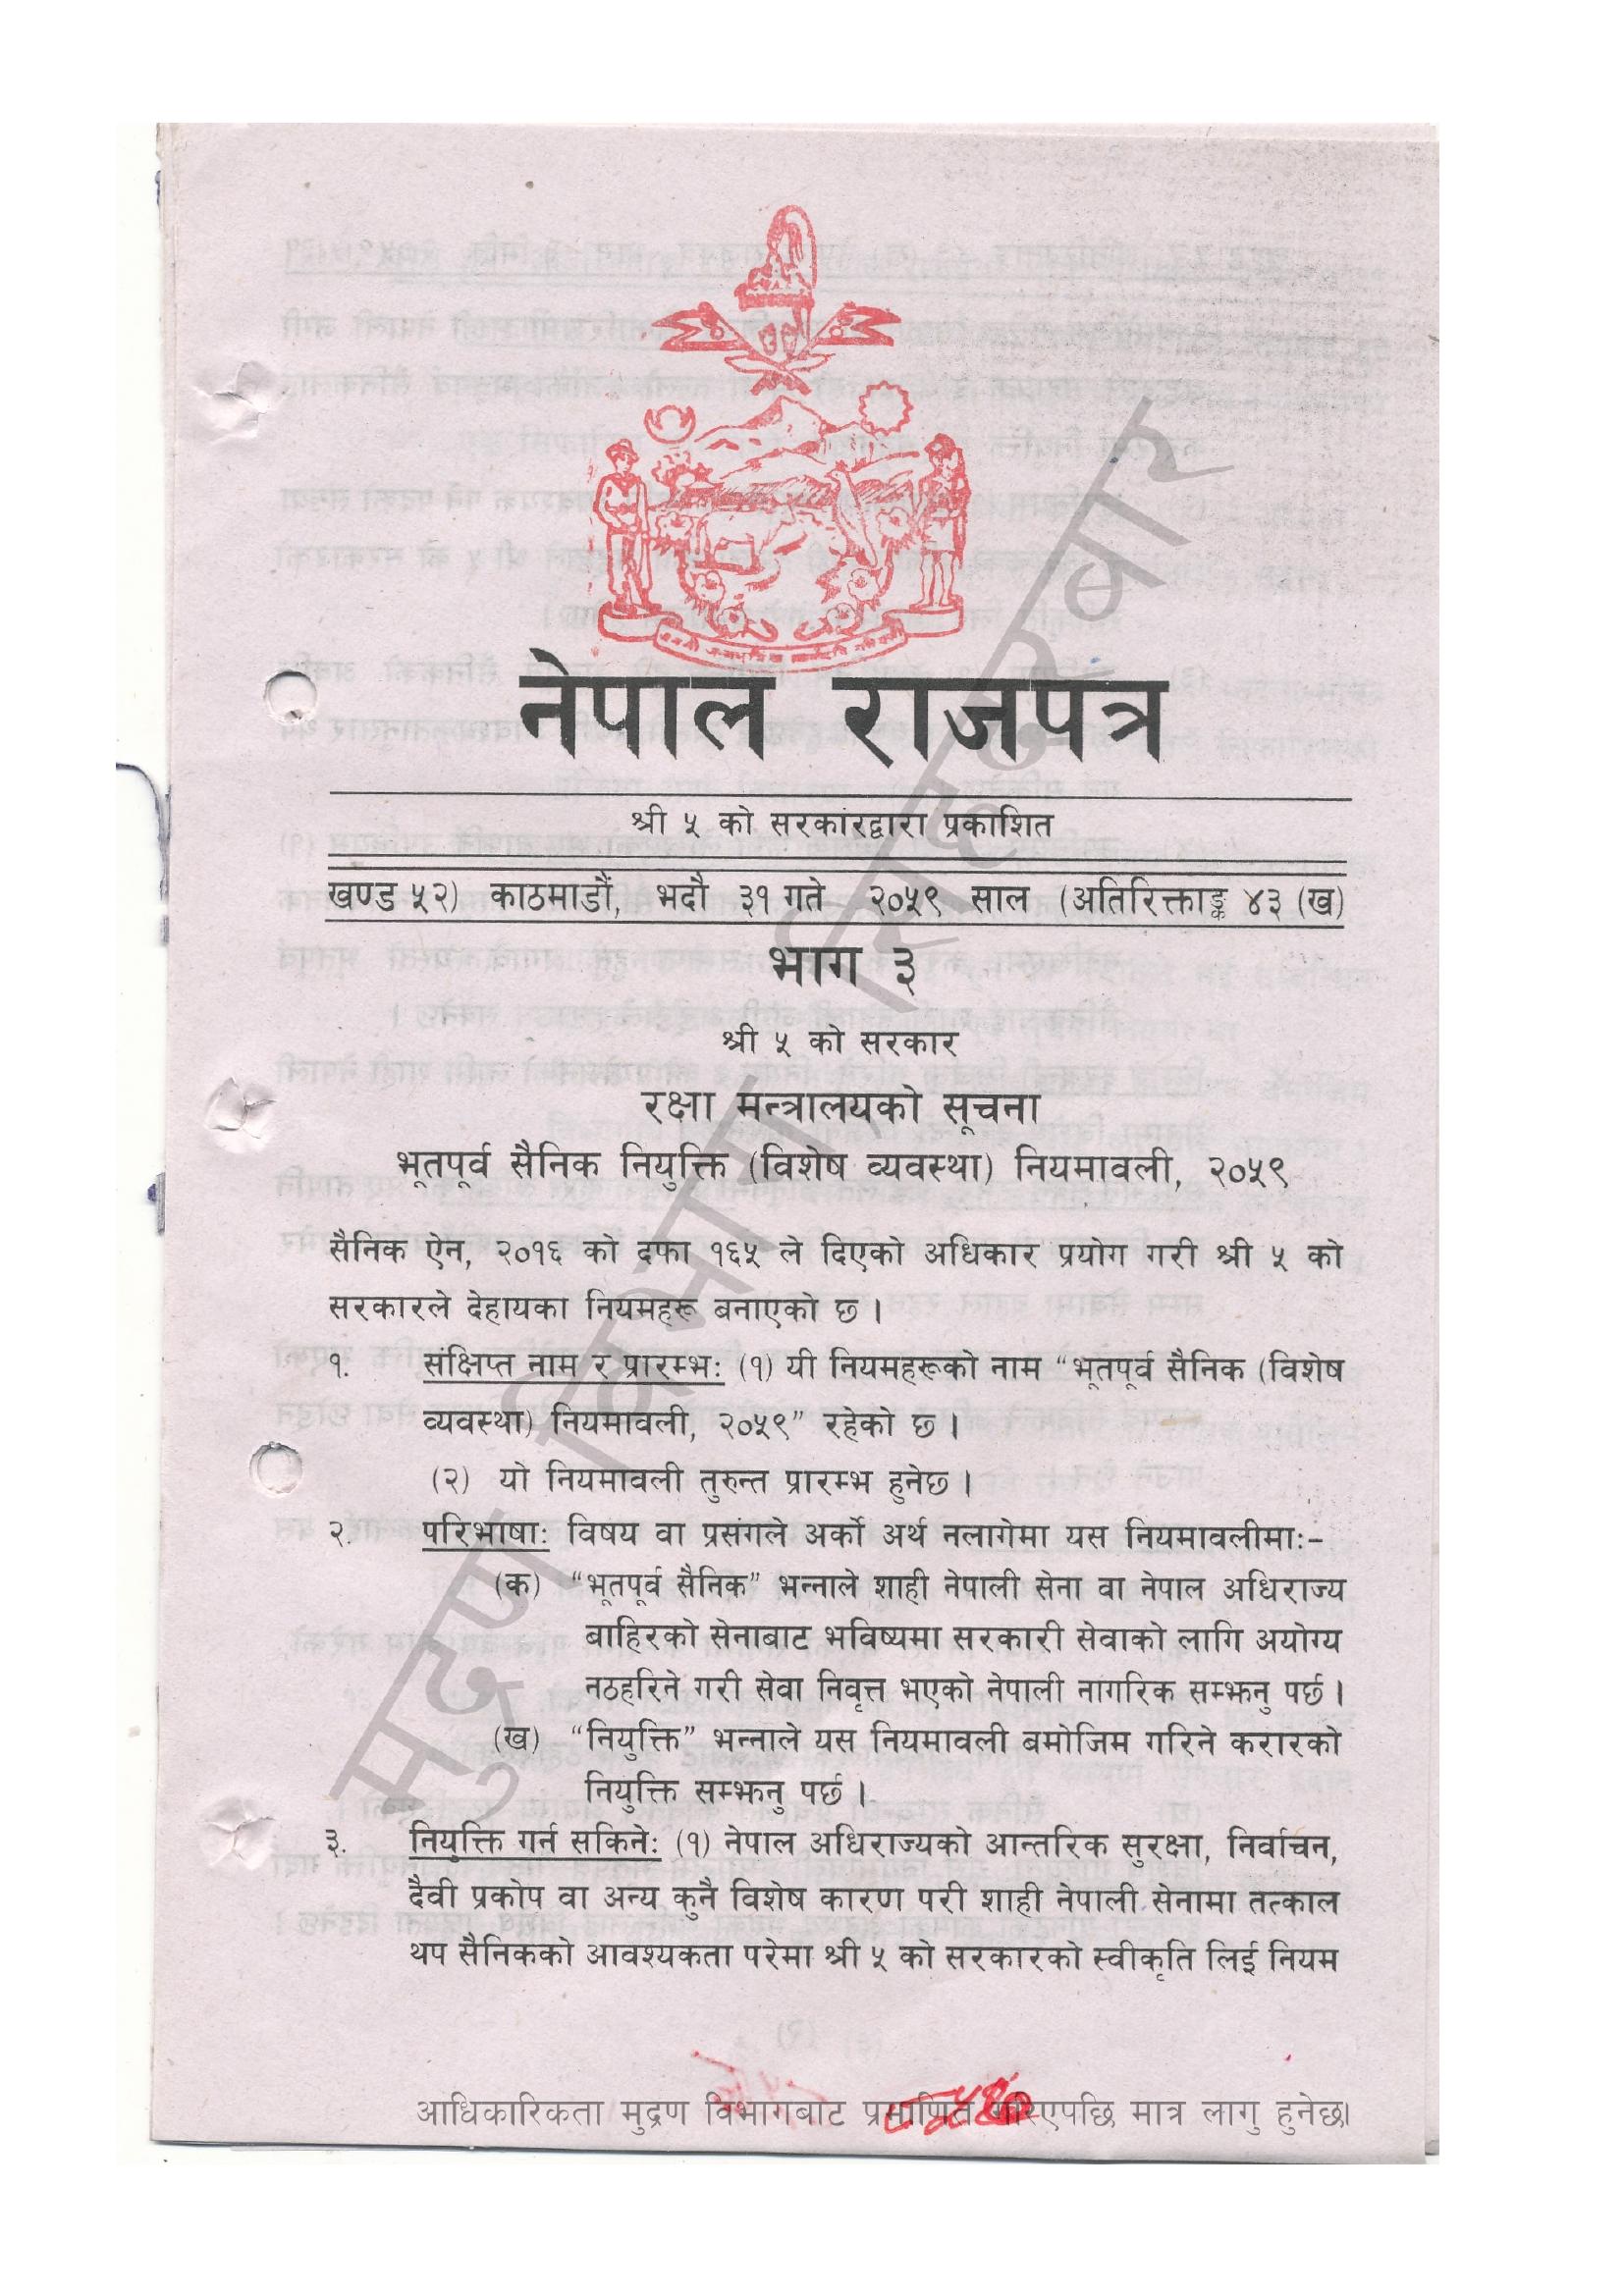 नेपाल राजपत्र
श्री ५ को सरकारद्वारा प्रकाशित
खण्ड ५२) काठमाडौं, भदौ ३१ गते २०५९ साल (अतिरिक्ताङ्क ४३ (ख)
भाग ३
श्री ५ को सरकार
रक्षा मन्त्रालयको सूचना
भूतपूर्व सैनिक नियुक्ति (विशेष व्यवस्था) नियमावली, २०५९
सैनिक ऐन, २०१६ को दफा १६५ ले दिएको अधिकार प्रयोग गरी श्री ५ को
सरकारले देहायका नियमहरू बनाएको छ ।
१. संक्षिप्त नाम र प्रारम्भः (१) यी नियमहरूको नाम “भूतपूर्व सैनिक (विशेष
व्यवस्था) नियमावली, २०५९” रहेको छ ।
(२) यो नियमावली तुरुन्त प्रारम्भ हुनेछ ।
२. परिभाषाः विषय वा प्रसंगले अर्को अर्थ नलागेमा यस नियमावलीमाः-
(क) “भूतपूर्व सैनिक” भन्नाले शाही नेपाली सेना वा नेपाल अधिराज्य
बाहिरको सेनाबाट भविष्यमा सरकारी सेवाको लागि अयोग्य
नठहरिने गरी सेवा निवृत्त भएको नेपाली नागरिक सम्झनु पर्छ ।
(ख) “नियुक्ति” भन्नाले यस नियमावली बमोजिम गरिने करारको
नियुक्ति सम्झनु पर्छ ।
३. नियुक्ति गर्न सकिनेः (१) नेपाल अधिराज्यको आन्तरिक सुरक्षा, निर्वाचन,
दैवी प्रकोप वा अन्य कुनै विशेष कारण परी शाही नेपाली सेनामा तत्काल
थप सैनिकको आवश्यकता परेमा श्री ५ को सरकारको स्वीकृति लिई नियम
मुद्रण विभाग सिंहदरवार
आधिकारिकता मुद्रण विभागबाट प्रमाणित गरिएपछि मात्र लागु हुनेछ।